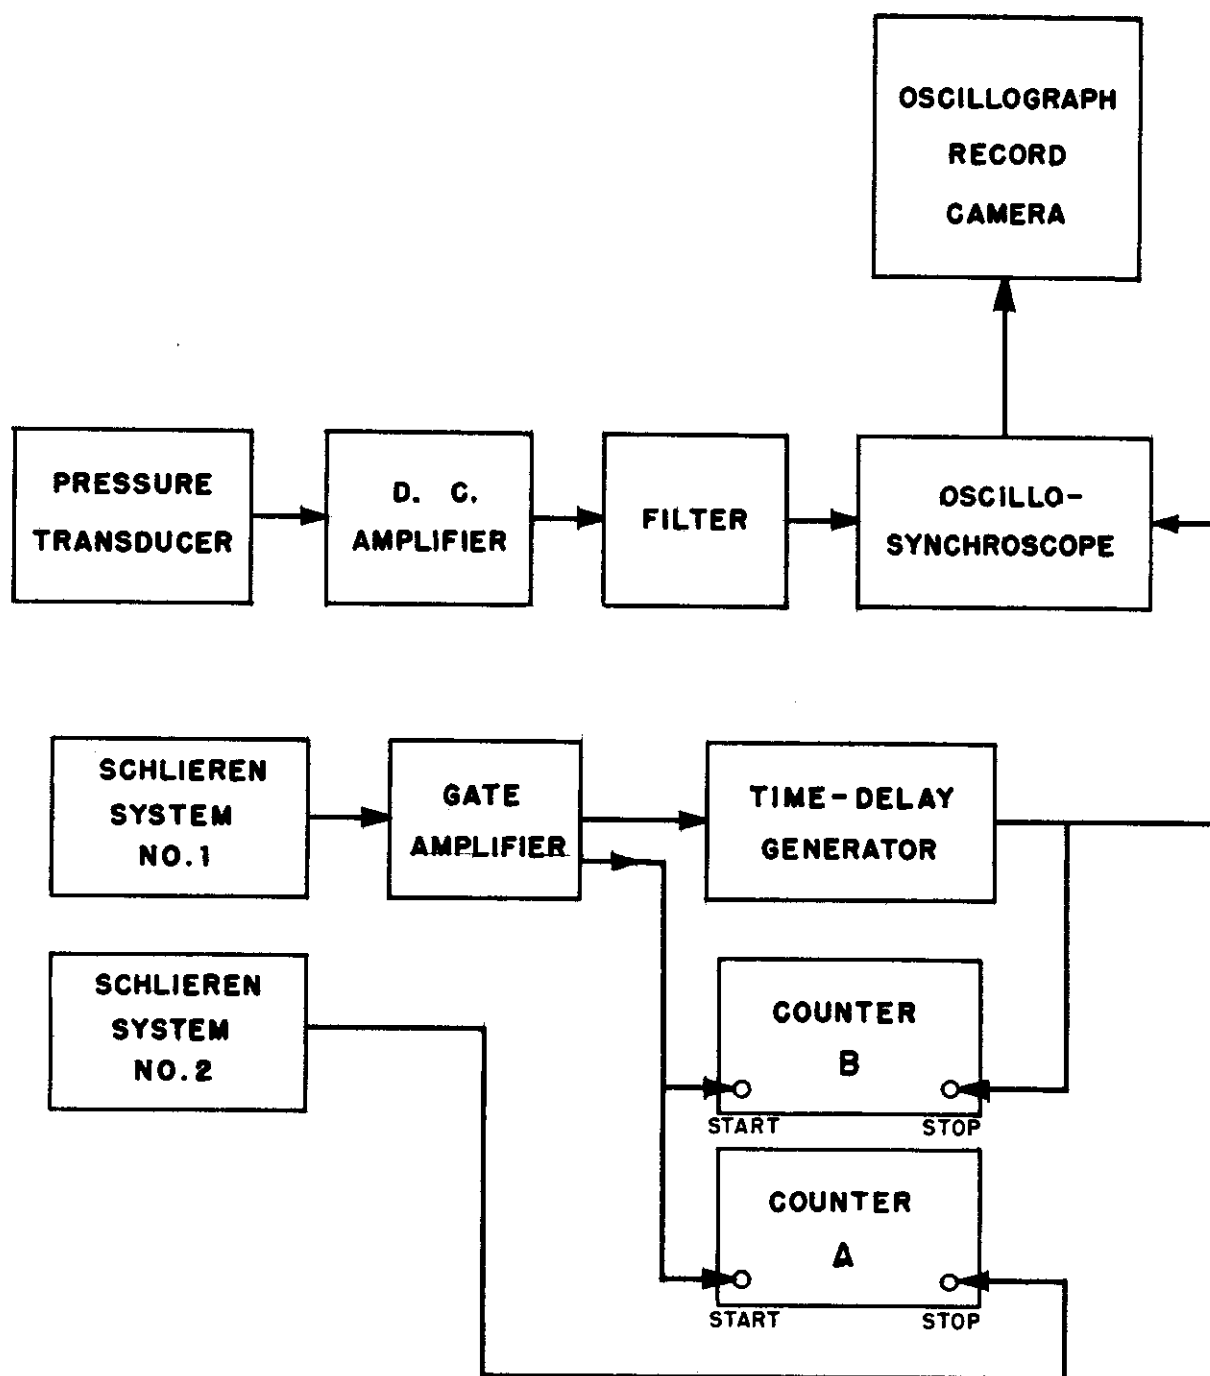 OSCILLOGRAPH
RECORD
CAMERA
PRESSURE
TRANSDUCER
D. C.
AMPLIFIER
FILTER
OSCILLO-
SYNCHROSCOPE
SCHLIEREN
SYSTEM
NO.1
GATE
AMPLIFIER
TIME-DELAY
GENERATOR
SCHLIEREN
SYSTEM
NO.2
COUNTER
B
START
STOP
COUNTER
A
START
STOP